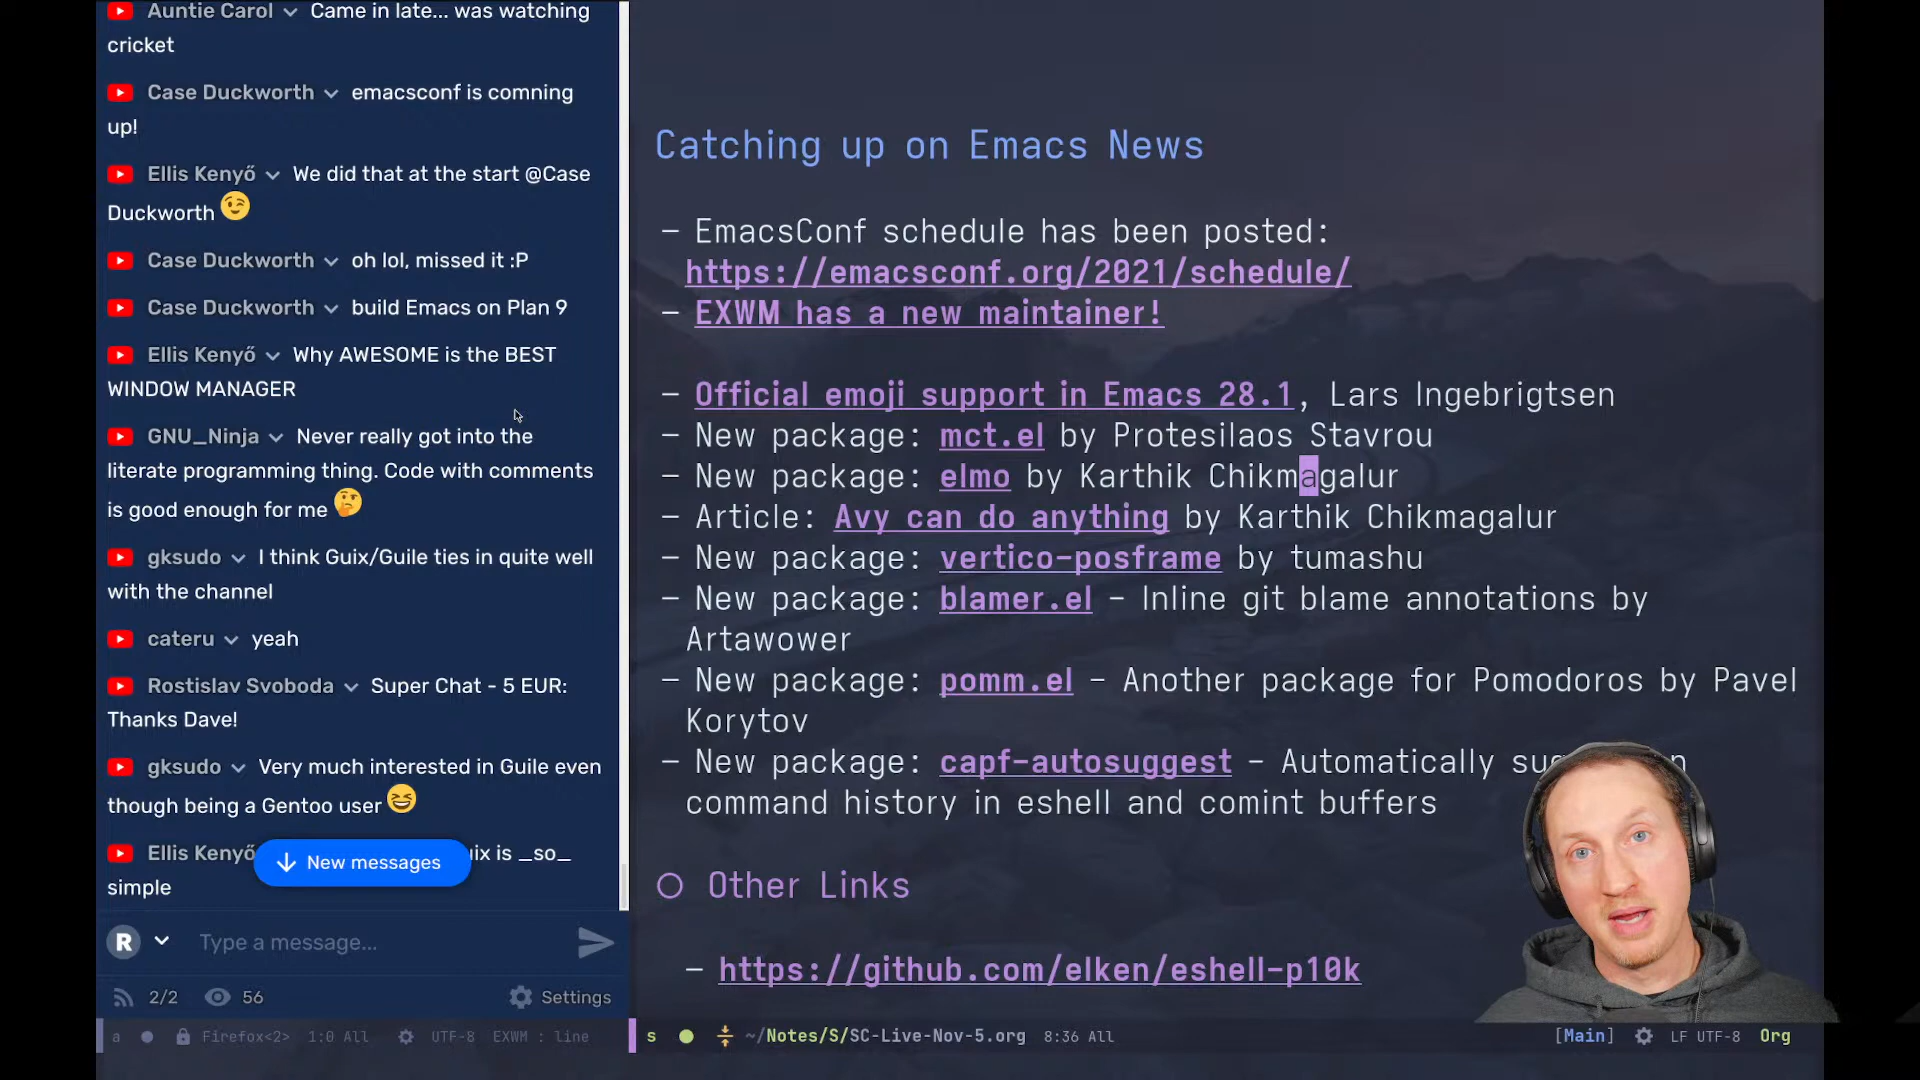 Auntie Carol Came in late... was watching
cricket
Case Duckworth emacsconf is comning
up!
Ellis Kenyő We did that at the start @Case
Duckworth 😉
Case Duckworth oh lol, missed it :P
Case Duckworth build Emacs on Plan 9
Ellis Kenyő Why AWESOME is the BEST
WINDOW MANAGER
GNU_Ninja Never really got into the
literate programming thing. Code with comments
is good enough for me 🤔
gksudo I think Guix/Guile ties in quite well
with the channel
cateru yeah
Rostislav Svoboda Super Chat - 5 EUR:
Thanks Dave!
gksudo Very much interested in Guile even
though being a Gentoo user 😆
Ellis Kenyő is _so_
simple
New messages
R Type a message...
2/2 56 Settings
a Firefox<2> 1:0 All UTF-8 EXWM : line
Catching up on Emacs News
– EmacsConf schedule has been posted:
https://emacsconf.org/2021/schedule/
– EXWM has a new maintainer!
– Official emoji support in Emacs 28.1, Lars Ingebrigtsen
– New package: mct.el by Protesilaos Stavrou
– New package: elmo by Karthik Chikmagalur
– Article: Avy can do anything by Karthik Chikmagalur
– New package: vertico-posframe by tumashu
– New package: blamer.el – Inline git blame annotations by
Artawower
– New package: pomm.el – Another package for Pomodoros by Pavel
Korytov
– New package: capf-autosuggest – Automatically
command history in eshell and comint buffers
Other Links
– https://github.com/elken/eshell-p10k
s ~/Notes/S/SC-Live-Nov-5.org 8:36 All [Main] LF UTF-8 Org